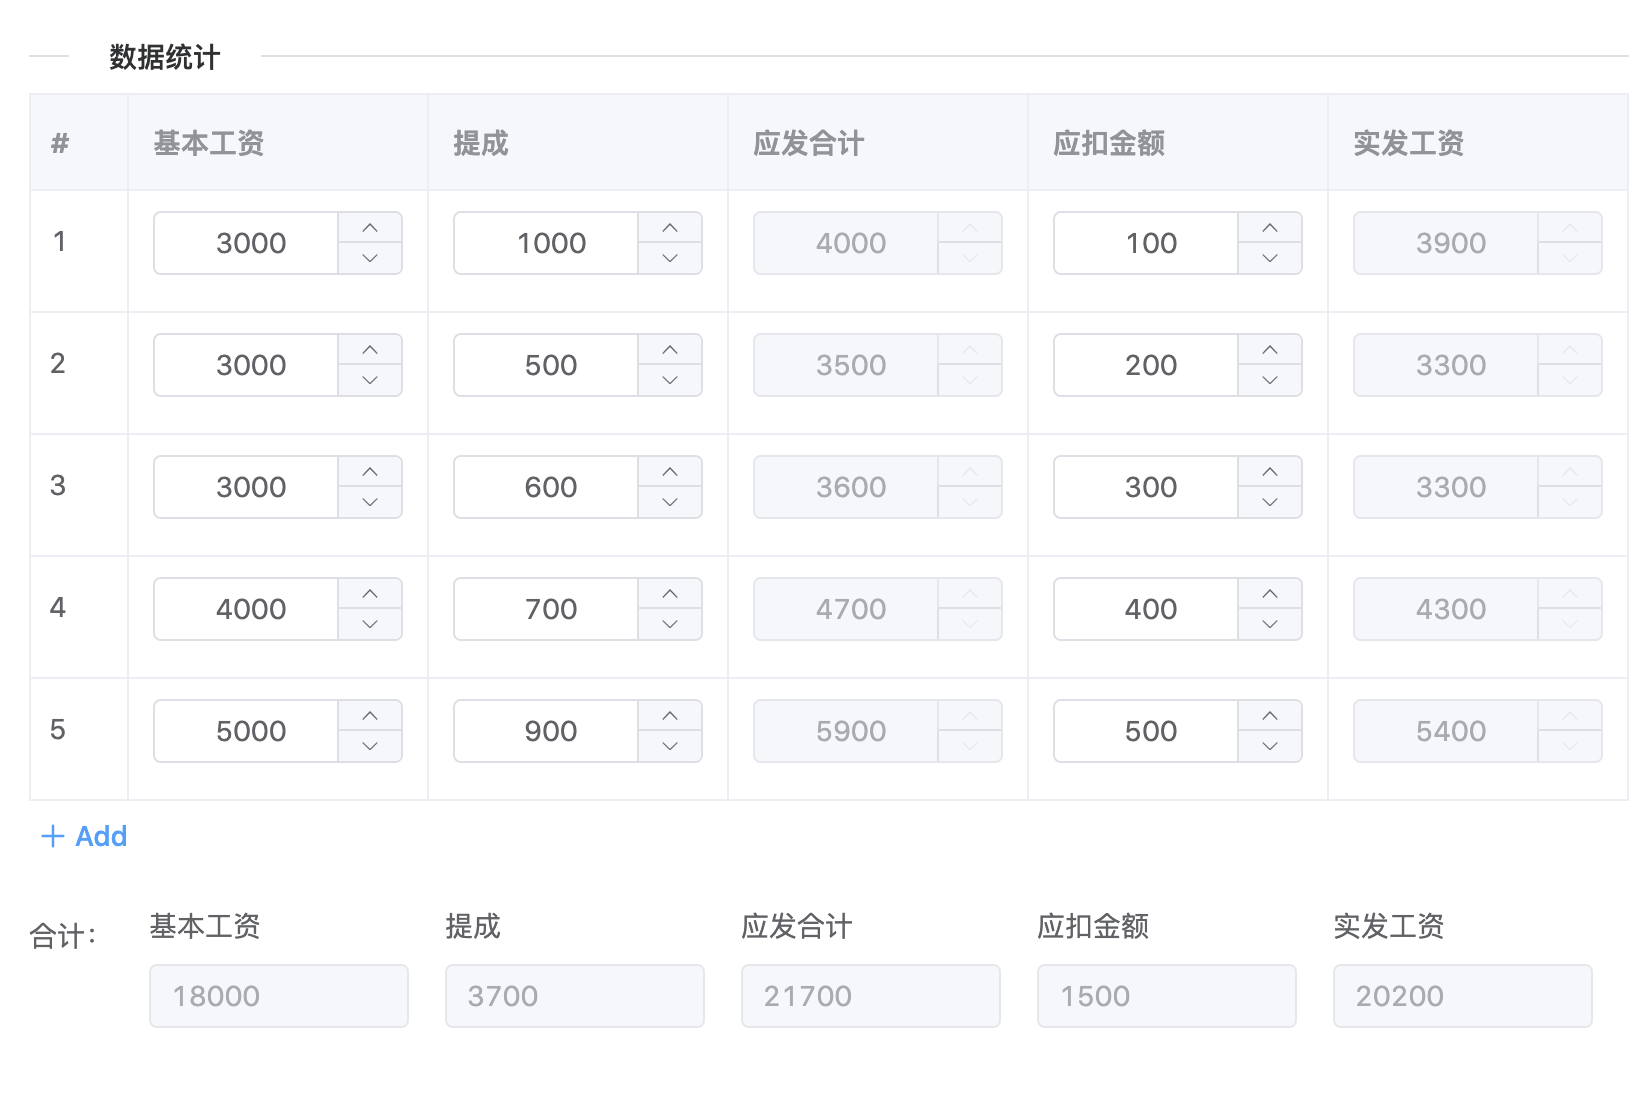 数据统计
# 基本工资 提成 应发合计 应扣金额 实发工资
1 3000 1000 4000 100 3900
2 3000 500 3500 200 3300
3 3000 600 3600 300 3300
4 4000 700 4700 400 4300
5 5000 900 5900 500 5400
+ Add
合计: 基本工资 提成 应发合计 应扣金额 实发工资
18000 3700 21700 1500 20200